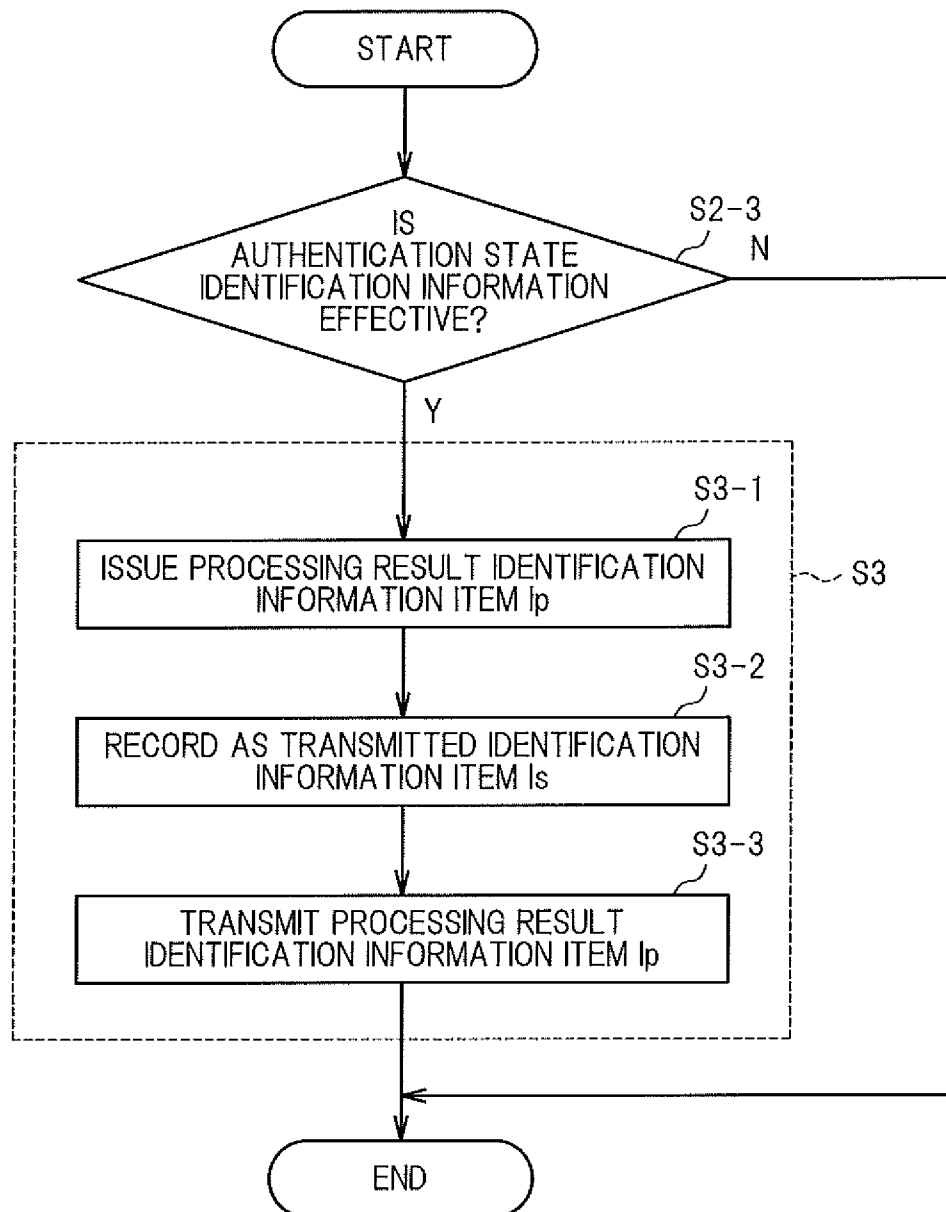 START
S2-3
IS
AUTHENTICATION STATE
IDENTIFICATION INFORMATION
EFFECTIVE?
N
Y
S3-1
ISSUE PROCESSING RESULT IDENTIFICATION
INFORMATION ITEM Ip
S3
S3-2
RECORD AS TRANSMITTED IDENTIFICATION
INFORMATION ITEM Is
S3-3
TRANSMIT PROCESSING RESULT
IDENTIFICATION INFORMATION ITEM Ip
END